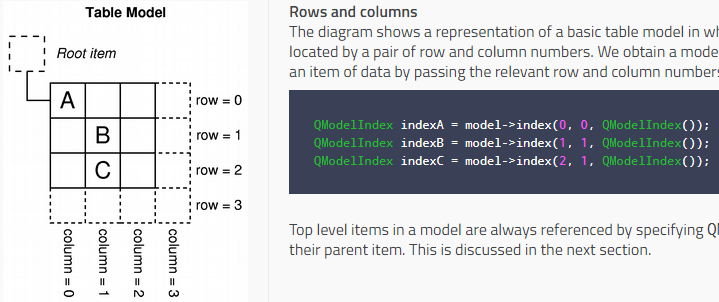 Table Model
Root item
A
B
C
row = 0
row = 1
row = 2
row = 3
column = 0
column = 1
column = 2
column = 3
Rows and columns
The diagram shows a representation of a basic table model in
located by a pair of row and column numbers. We obtain a
an item of data by passing the relevant row and column numbers
QModelIndex indexA = model->index(0, 0, QModelIndex());
QModelIndex indexB = model->index(1, 1, QModelIndex());
QModelIndex indexC = model->index(2, 1, QModelIndex());
Top level items in a model are always referenced by specifying
their parent item. This is discussed in the next section.